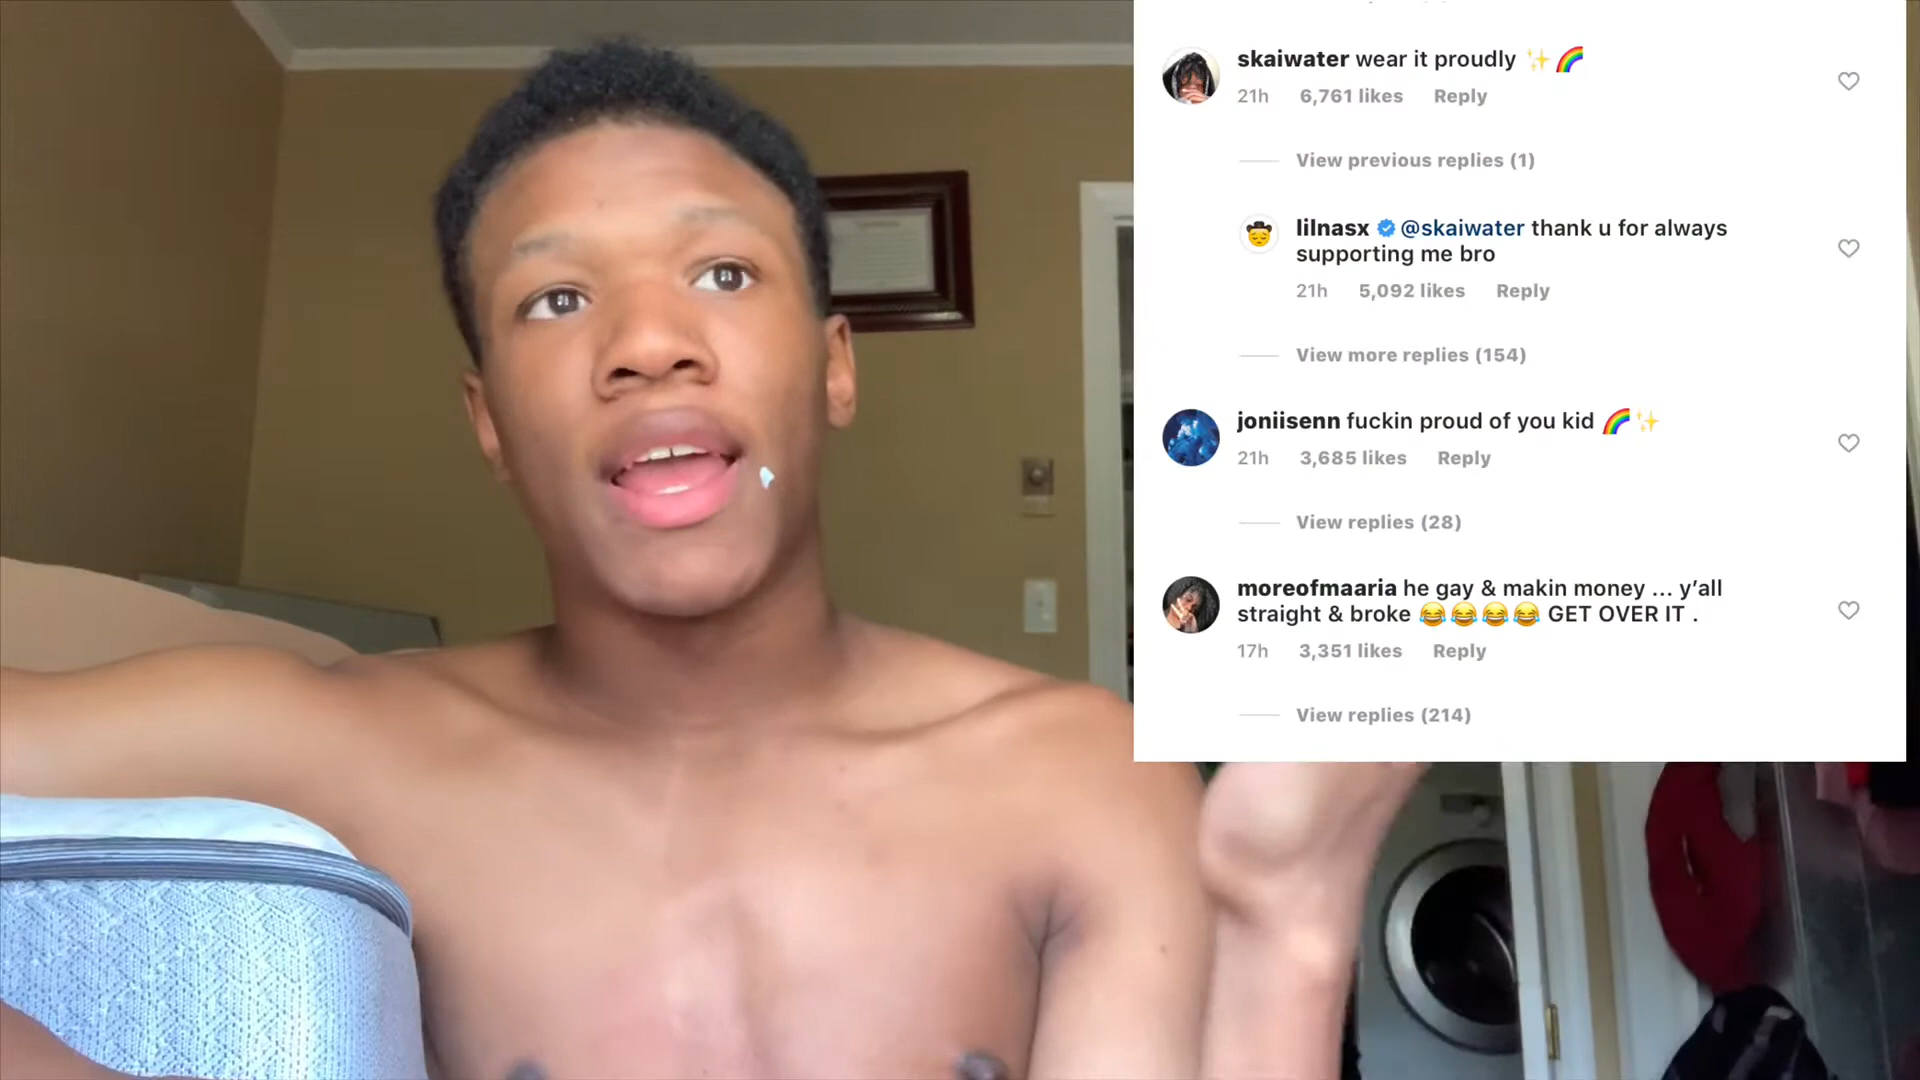 skaiwater wear it proudly ✨🌈
21h 6,761 likes Reply
View previous replies (1)
lilnasx @skaiwater thank u for always
supporting me bro
21h 5,092 likes Reply
View more replies (154)
joniisenn fuckin proud of you kid 🌈✨
21h 3,685 likes Reply
View replies (28)
moreofmaaria he gay & makin money ... y’all
straight & broke 😂😂😂😂 GET OVER IT .
17h 3,351 likes Reply
View replies (214)